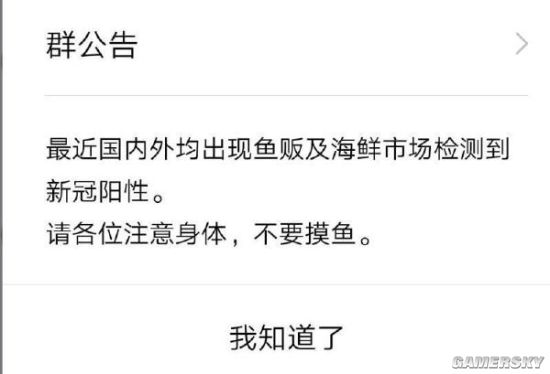 群公告
最近国内外均出现鱼贩及海鲜市场检测到
新冠阳性。
请各位注意身体，不要摸鱼。
我知道了
GAMERSKY